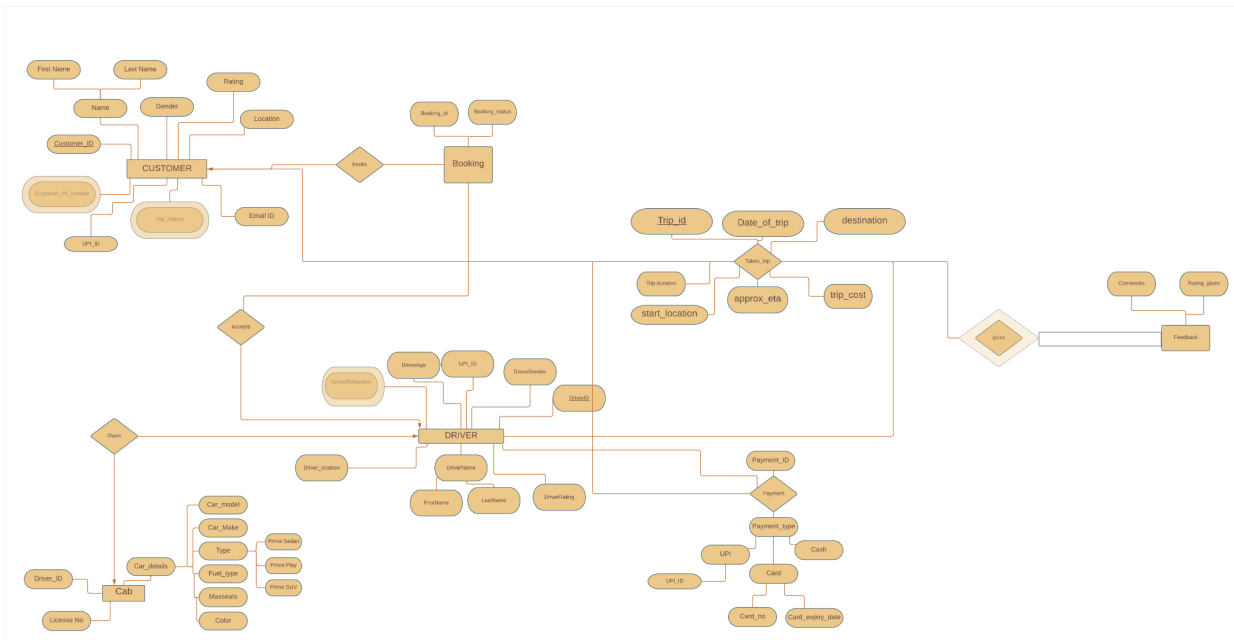 First Name
Last Name
Rating
Name
Gender
Location
Customer_ID
CUSTOMER
Customer_Ph_number
Trip_History
Email ID
UPI_ID
books
Booking_id
Booking_status
Booking
Trip_id
Date_of_trip
destination
Takes_trip
Trip duration
approx_eta
trip_cost
start_location
Comments
Rating_given
gives
Feedback
accepts
DriverPhNumber
DriverAge
UPI_ID
DriverGender
DriverID
DRIVER
Owns
Driver_location
DriverName
FirstName
LastName
DriverRating
Payment_ID
Payment
Payment_type
UPI
Cash
UPI_ID
Card
Card_no
Card_expiry_date
Car_model
Car_Make
Type
Prime Sedan
Prime Play
Prime SUV
Car_details
Fuel_type
Maxseats
Color
Driver_ID
Cab
License No